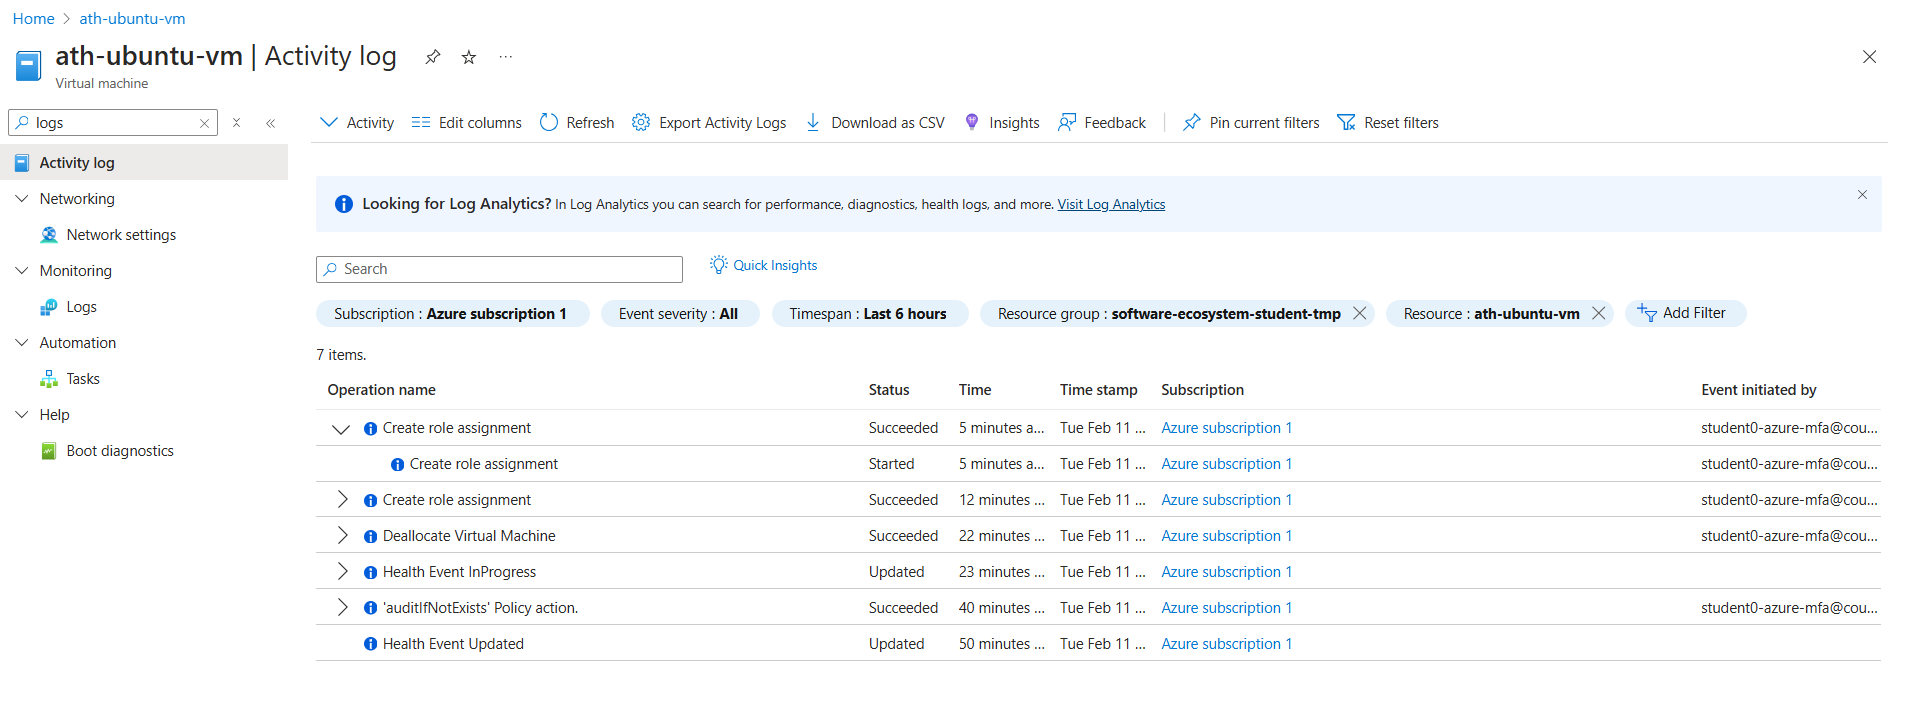 Home > ath-ubuntu-vm
ath-ubuntu-vm | Activity log
Virtual machine
logs
Activity log
Networking
Network settings
Monitoring
Logs
Automation
Tasks
Help
Boot diagnostics
Activity Edit columns Refresh Export Activity Logs Download as CSV Insights Feedback Pin current filters Reset filters
Looking for Log Analytics? In Log Analytics you can search for performance, diagnostics, health logs, and more. Visit Log Analytics
Search Quick Insights
Subscription : Azure subscription 1 Event severity : All Timespan : Last 6 hours Resource group : software-ecosystem-student-tmp Resource : ath-ubuntu-vm Add Filter
7 items.
Operation name Status Time Time stamp Subscription Event initiated by
Create role assignment Succeeded 5 minutes a... Tue Feb 11 ... Azure subscription 1 student0-azure-mfa@cou...
Create role assignment Started 5 minutes a... Tue Feb 11 ... Azure subscription 1 student0-azure-mfa@cou...
Create role assignment Succeeded 12 minutes ... Tue Feb 11 ... Azure subscription 1 student0-azure-mfa@cou...
Deallocate Virtual Machine Succeeded 22 minutes ... Tue Feb 11 ... Azure subscription 1 student0-azure-mfa@cou...
Health Event InProgress Updated 23 minutes ... Tue Feb 11 ... Azure subscription 1
'auditIfNotExists' Policy action. Succeeded 40 minutes ... Tue Feb 11 ... Azure subscription 1 student0-azure-mfa@cou...
Health Event Updated Updated 50 minutes ... Tue Feb 11 ... Azure subscription 1